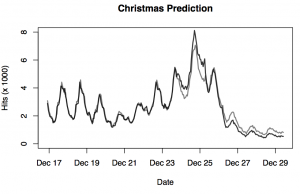 Christmas Prediction
8
6
4
2
0
Hits (x 1000)
Dec 17 Dec 19 Dec 21 Dec 23 Dec 25 Dec 27 Dec 29
Date